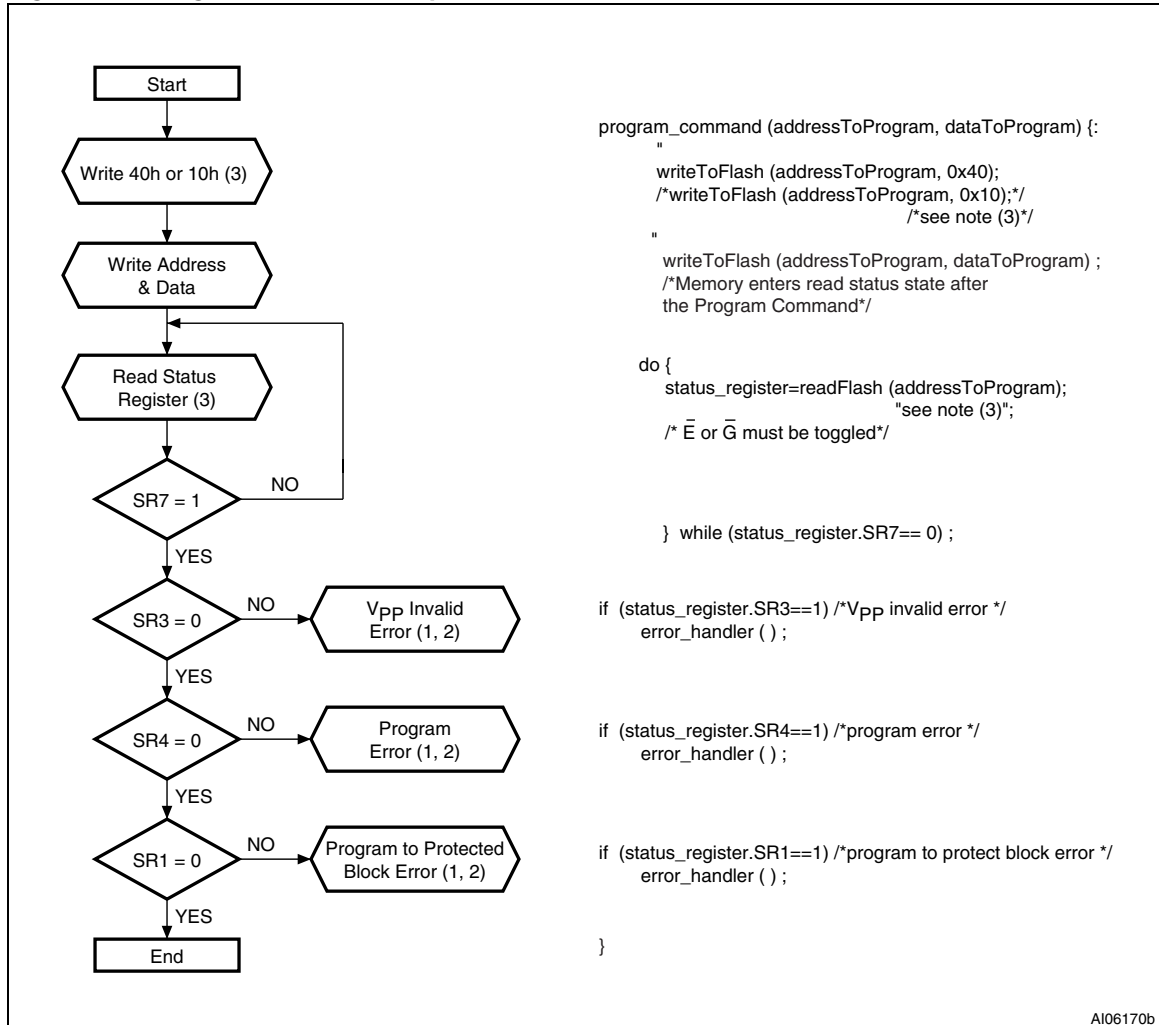 Start
Write 40h or 10h (3)
Write Address
& Data
Read Status
Register (3)
SR7 = 1
NO
YES
SR3 = 0
NO
VPP Invalid
Error (1, 2)
YES
SR4 = 0
NO
Program
Error (1, 2)
YES
SR1 = 0
NO
Program to Protected
Block Error (1, 2)
YES
End
program_command (addressToProgram, dataToProgram) {:
"
writeToFlash (addressToProgram, 0x40);
/*writeToFlash (addressToProgram, 0x10);*/
/*see note (3)*/
"
writeToFlash (addressToProgram, dataToProgram) ;
/*Memory enters read status state after
the Program Command*/
do {
status_register=readFlash (addressToProgram);
"see note (3)";
/* E̅ or G̅ must be toggled*/
} while (status_register.SR7== 0) ;
if (status_register.SR3==1) /*VPP invalid error */
error_handler ( ) ;
if (status_register.SR4==1) /*program error */
error_handler ( ) ;
if (status_register.SR1==1) /*program to protect block error */
error_handler ( ) ;
}
AI06170b